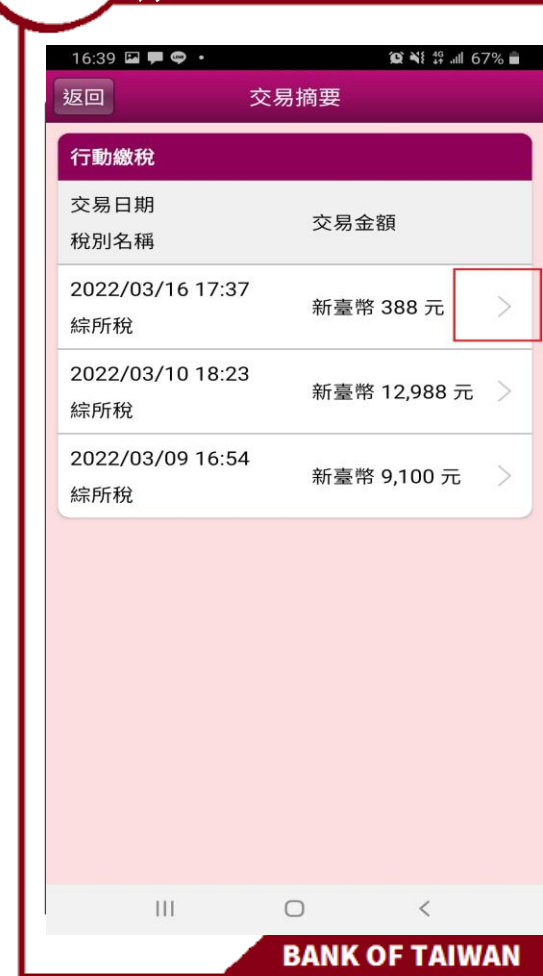 16:39
67%
返回
交易摘要
行動繳稅
交易日期
稅別名稱
交易金額
2022/03/16 17:37
綜所稅
新臺幣 388 元
2022/03/10 18:23
綜所稅
新臺幣 12,988 元
2022/03/09 16:54
綜所稅
新臺幣 9,100 元
BANK OF TAIWAN